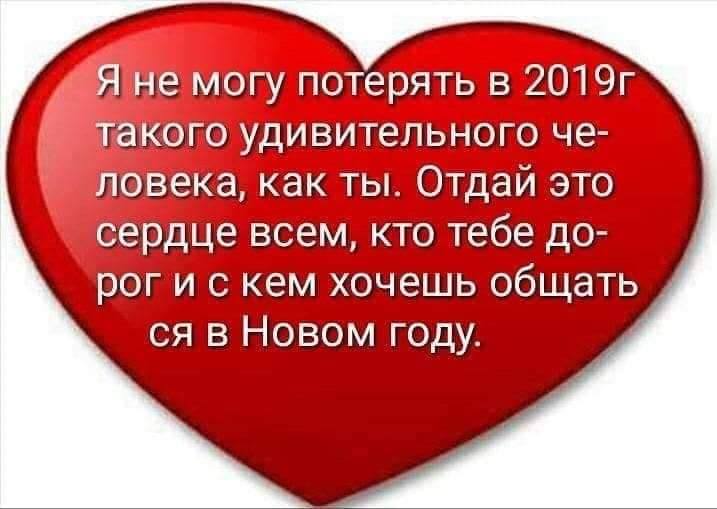 Я не могу потерять в 2019г
такого удивительного че-
ловека, как ты. Отдай это
сердце всем, кто тебе до-
рог и с кем хочешь общать
ся в Новом году.